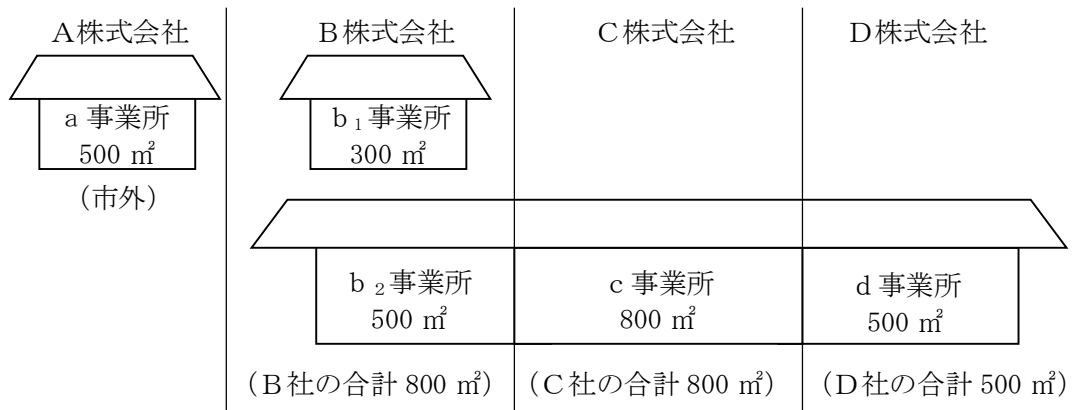 A株式会社
B株式会社
C株式会社
D株式会社
a事業所
500 ㎡
(市外)
b₁事業所
300 ㎡
b₂事業所
500 ㎡
c事業所
800 ㎡
d事業所
500 ㎡
(B社の合計 800 ㎡)
(C社の合計 800 ㎡)
(D社の合計 500 ㎡)